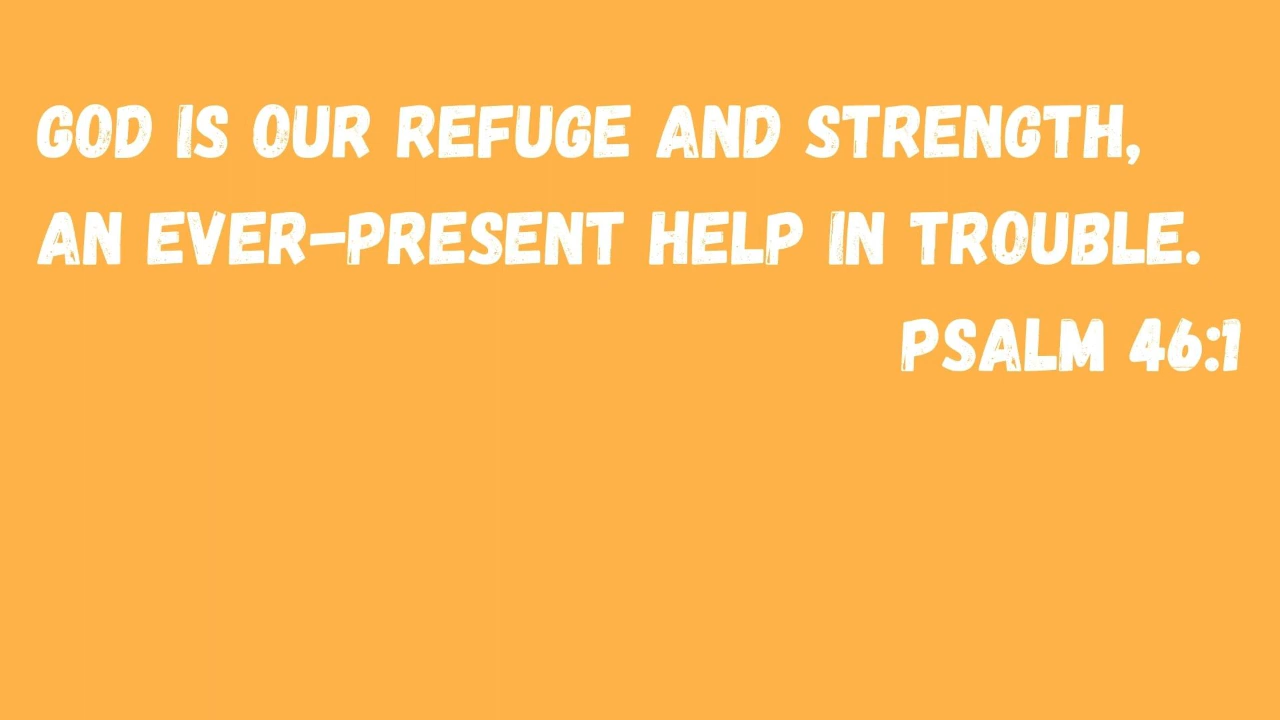 GOD IS OUR REFUGE AND STRENGTH,
AN EVER-PRESENT HELP IN TROUBLE.
PSALM 46:1